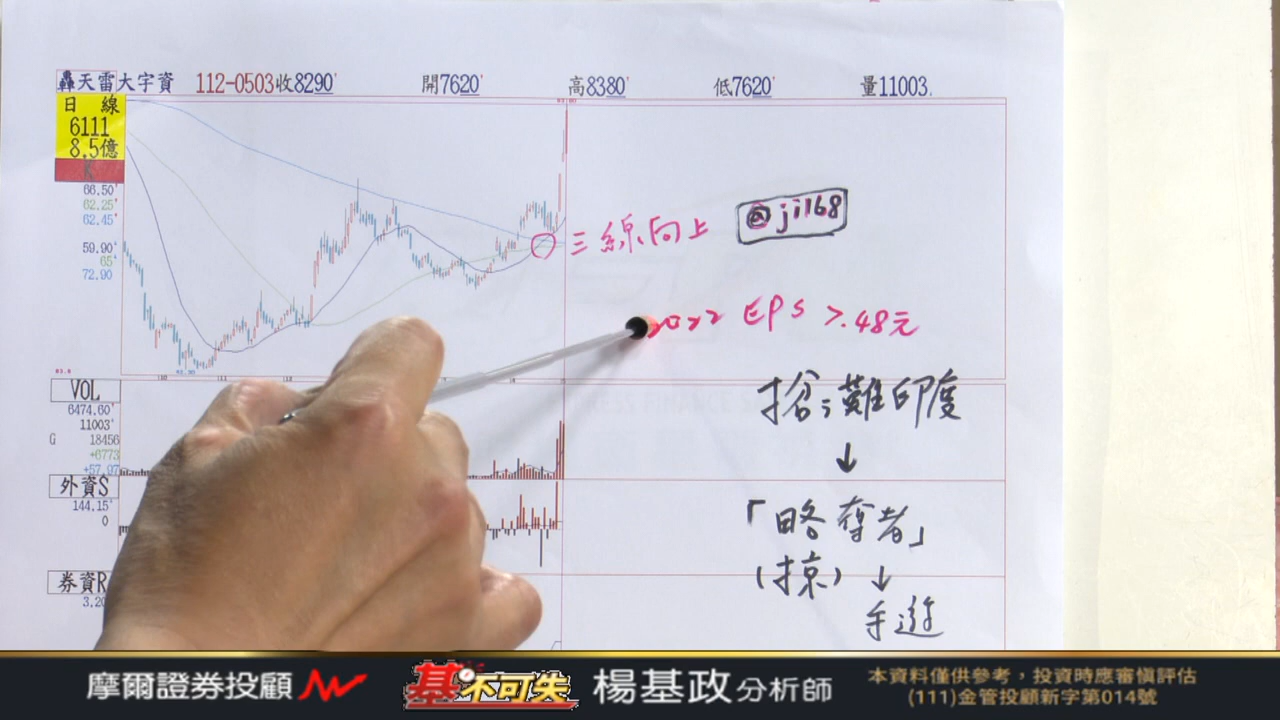 轟天雷大宇資 112-0503收8290' 開7620' 高8380' 低7620' 量11003.
日 線
6111
8.5億
K
66.50'
62.25'
62.45'
59.90'
65'
72.90
三線向上
@ji168
2022 EPS 7.48元
搶;難印度
↓
「略奪者」
(掠) ↓
手遊
VOL
6474.60'
11003'
G 18456
+6773
+57.97
外資S
144.15'
0
券資R
3.20
摩爾證券投顧
基不可失
楊基政分析師
本資料僅供參考,投資時應審慎評估
(111)金管投顧新字第014號